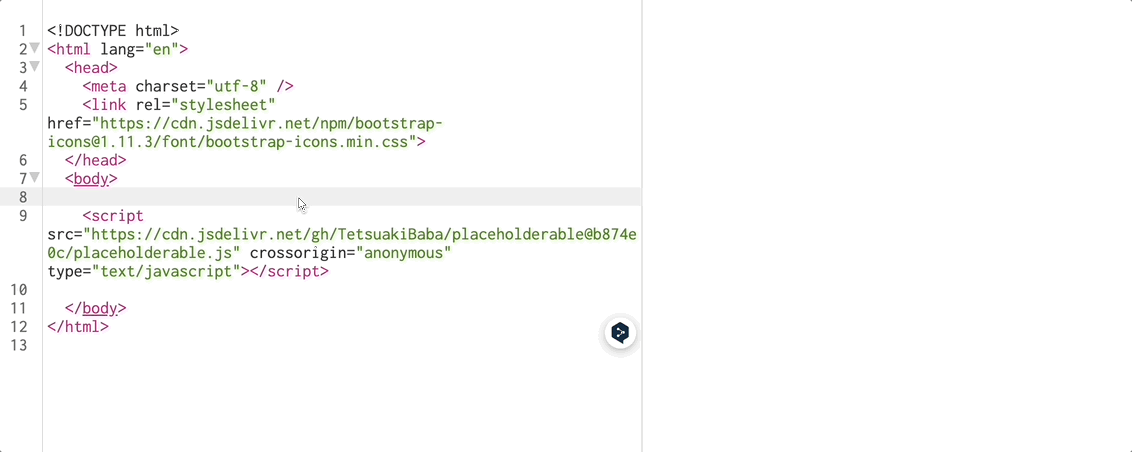 1 <!DOCTYPE html>
2 <html lang="en">
3 <head>
4 <meta charset="utf-8" />
5 <link rel="stylesheet"
href="https://cdn.jsdelivr.net/npm/bootstrap-
icons@1.11.3/font/bootstrap-icons.min.css">
6 </head>
7 <body>
8
9 <script
src="https://cdn.jsdelivr.net/gh/TetsuakiBaba/placeholderable@b874e
0c/placeholderable.js" crossorigin="anonymous"
type="text/javascript"></script>
10
11 </body>
12 </html>
13